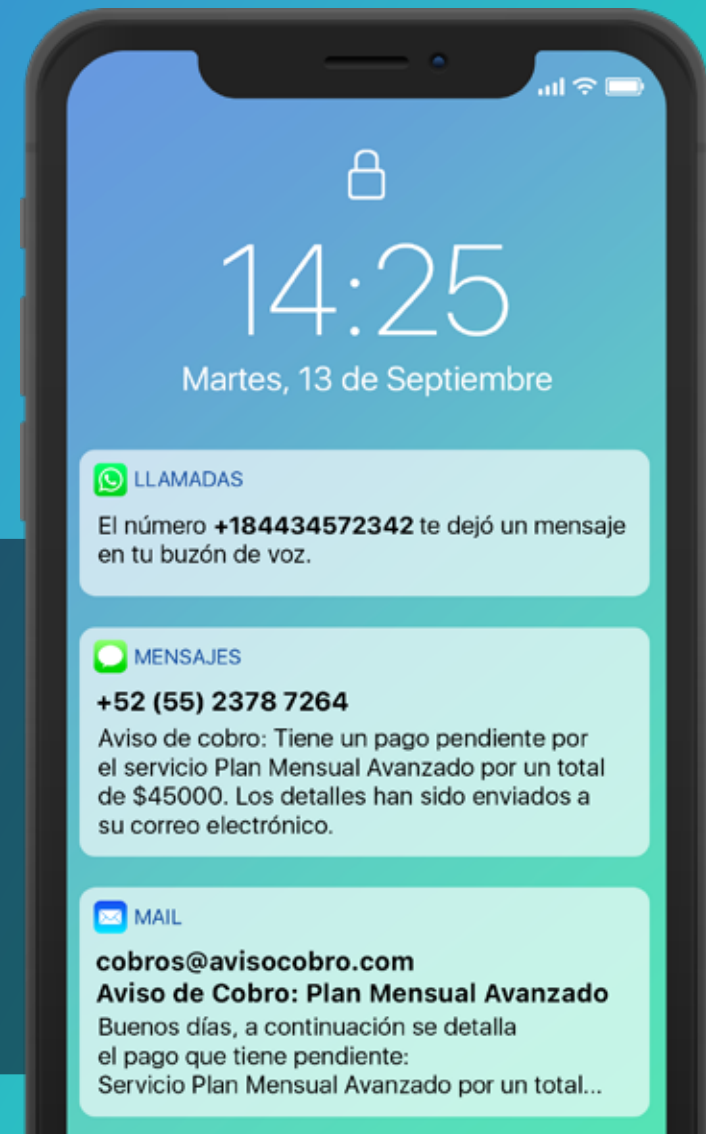 14:25
Martes, 13 de Septiembre
LLAMADAS
El número +184434572342 te dejó un mensaje
en tu buzón de voz.
MENSAJES
+52 (55) 2378 7264
Aviso de cobro: Tiene un pago pendiente por
el servicio Plan Mensual Avanzado por un total
de $45000. Los detalles han sido enviados a
su correo electrónico.
MAIL
cobros@avisocobro.com
Aviso de Cobro: Plan Mensual Avanzado
Buenos días, a continuación se detalla
el pago que tiene pendiente:
Servicio Plan Mensual Avanzado por un total...